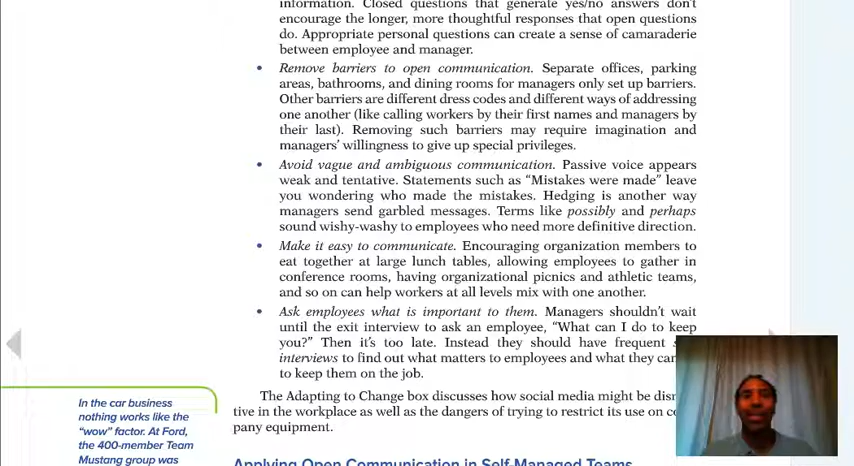 information. Closed questions that generate yes/no answers don't
encourage the longer, more thoughtful responses that open questions
do. Appropriate personal questions can create a sense of camaraderie
between employee and manager.
• Remove barriers to open communication. Separate offices, parking
areas, bathrooms, and dining rooms for managers only set up barriers.
Other barriers are different dress codes and different ways of addressing
one another (like calling workers by their first names and managers by
their last). Removing such barriers may require imagination and
managers' willingness to give up special privileges.
• Avoid vague and ambiguous communication. Passive voice appears
weak and tentative. Statements such as “Mistakes were made” leave
you wondering who made the mistakes. Hedging is another way
managers send garbled messages. Terms like possibly and perhaps
sound wishy-washy to employees who need more definitive direction.
• Make it easy to communicate. Encouraging organization members to
eat together at large lunch tables, allowing employees to gather in
conference rooms, having organizational picnics and athletic teams,
and so on can help workers at all levels mix with one another.
• Ask employees what is important to them. Managers shouldn't wait
until the exit interview to ask an employee, “What can I do to keep
you?” Then it's too late. Instead they should have frequent
interviews to find out what matters to employees and what they
to keep them on the job.
The Adapting to Change box discusses how social media might be
tive in the workplace as well as the dangers of trying to restrict its use on
pany equipment.
In the car business
nothing works like the
“wow” factor. At Ford,
the 400-member Team
Mustang group was
Applying Open Communication in Self-Managed Teams